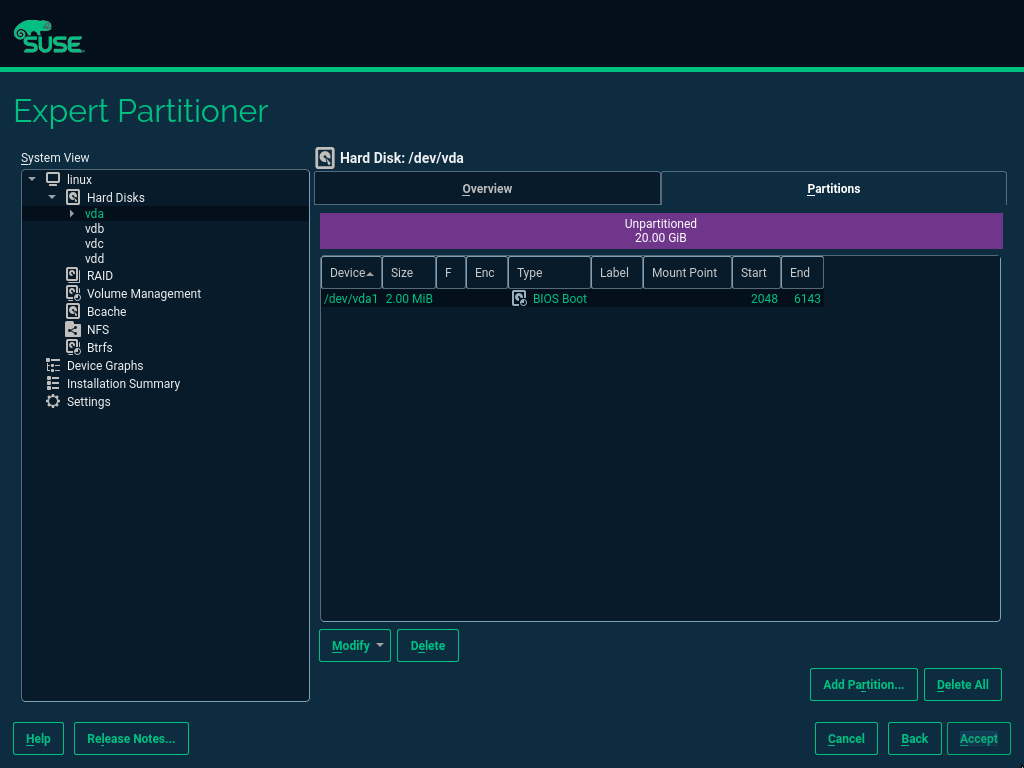 SUSE
Expert Partitioner
System View
linux
Hard Disks
vda
vdb
vdc
vdd
RAID
Volume Management
Bcache
NFS
Btrfs
Device Graphs
Installation Summary
Settings
Hard Disk: /dev/vda
Overview Partitions
Unpartitioned
20.00 GiB
Device Size F Enc Type Label Mount Point Start End
/dev/vda1 2.00 MiB BIOS Boot 2048 6143
Modify Delete
Add Partition... Delete All
Help Release Notes... Cancel Back Accept